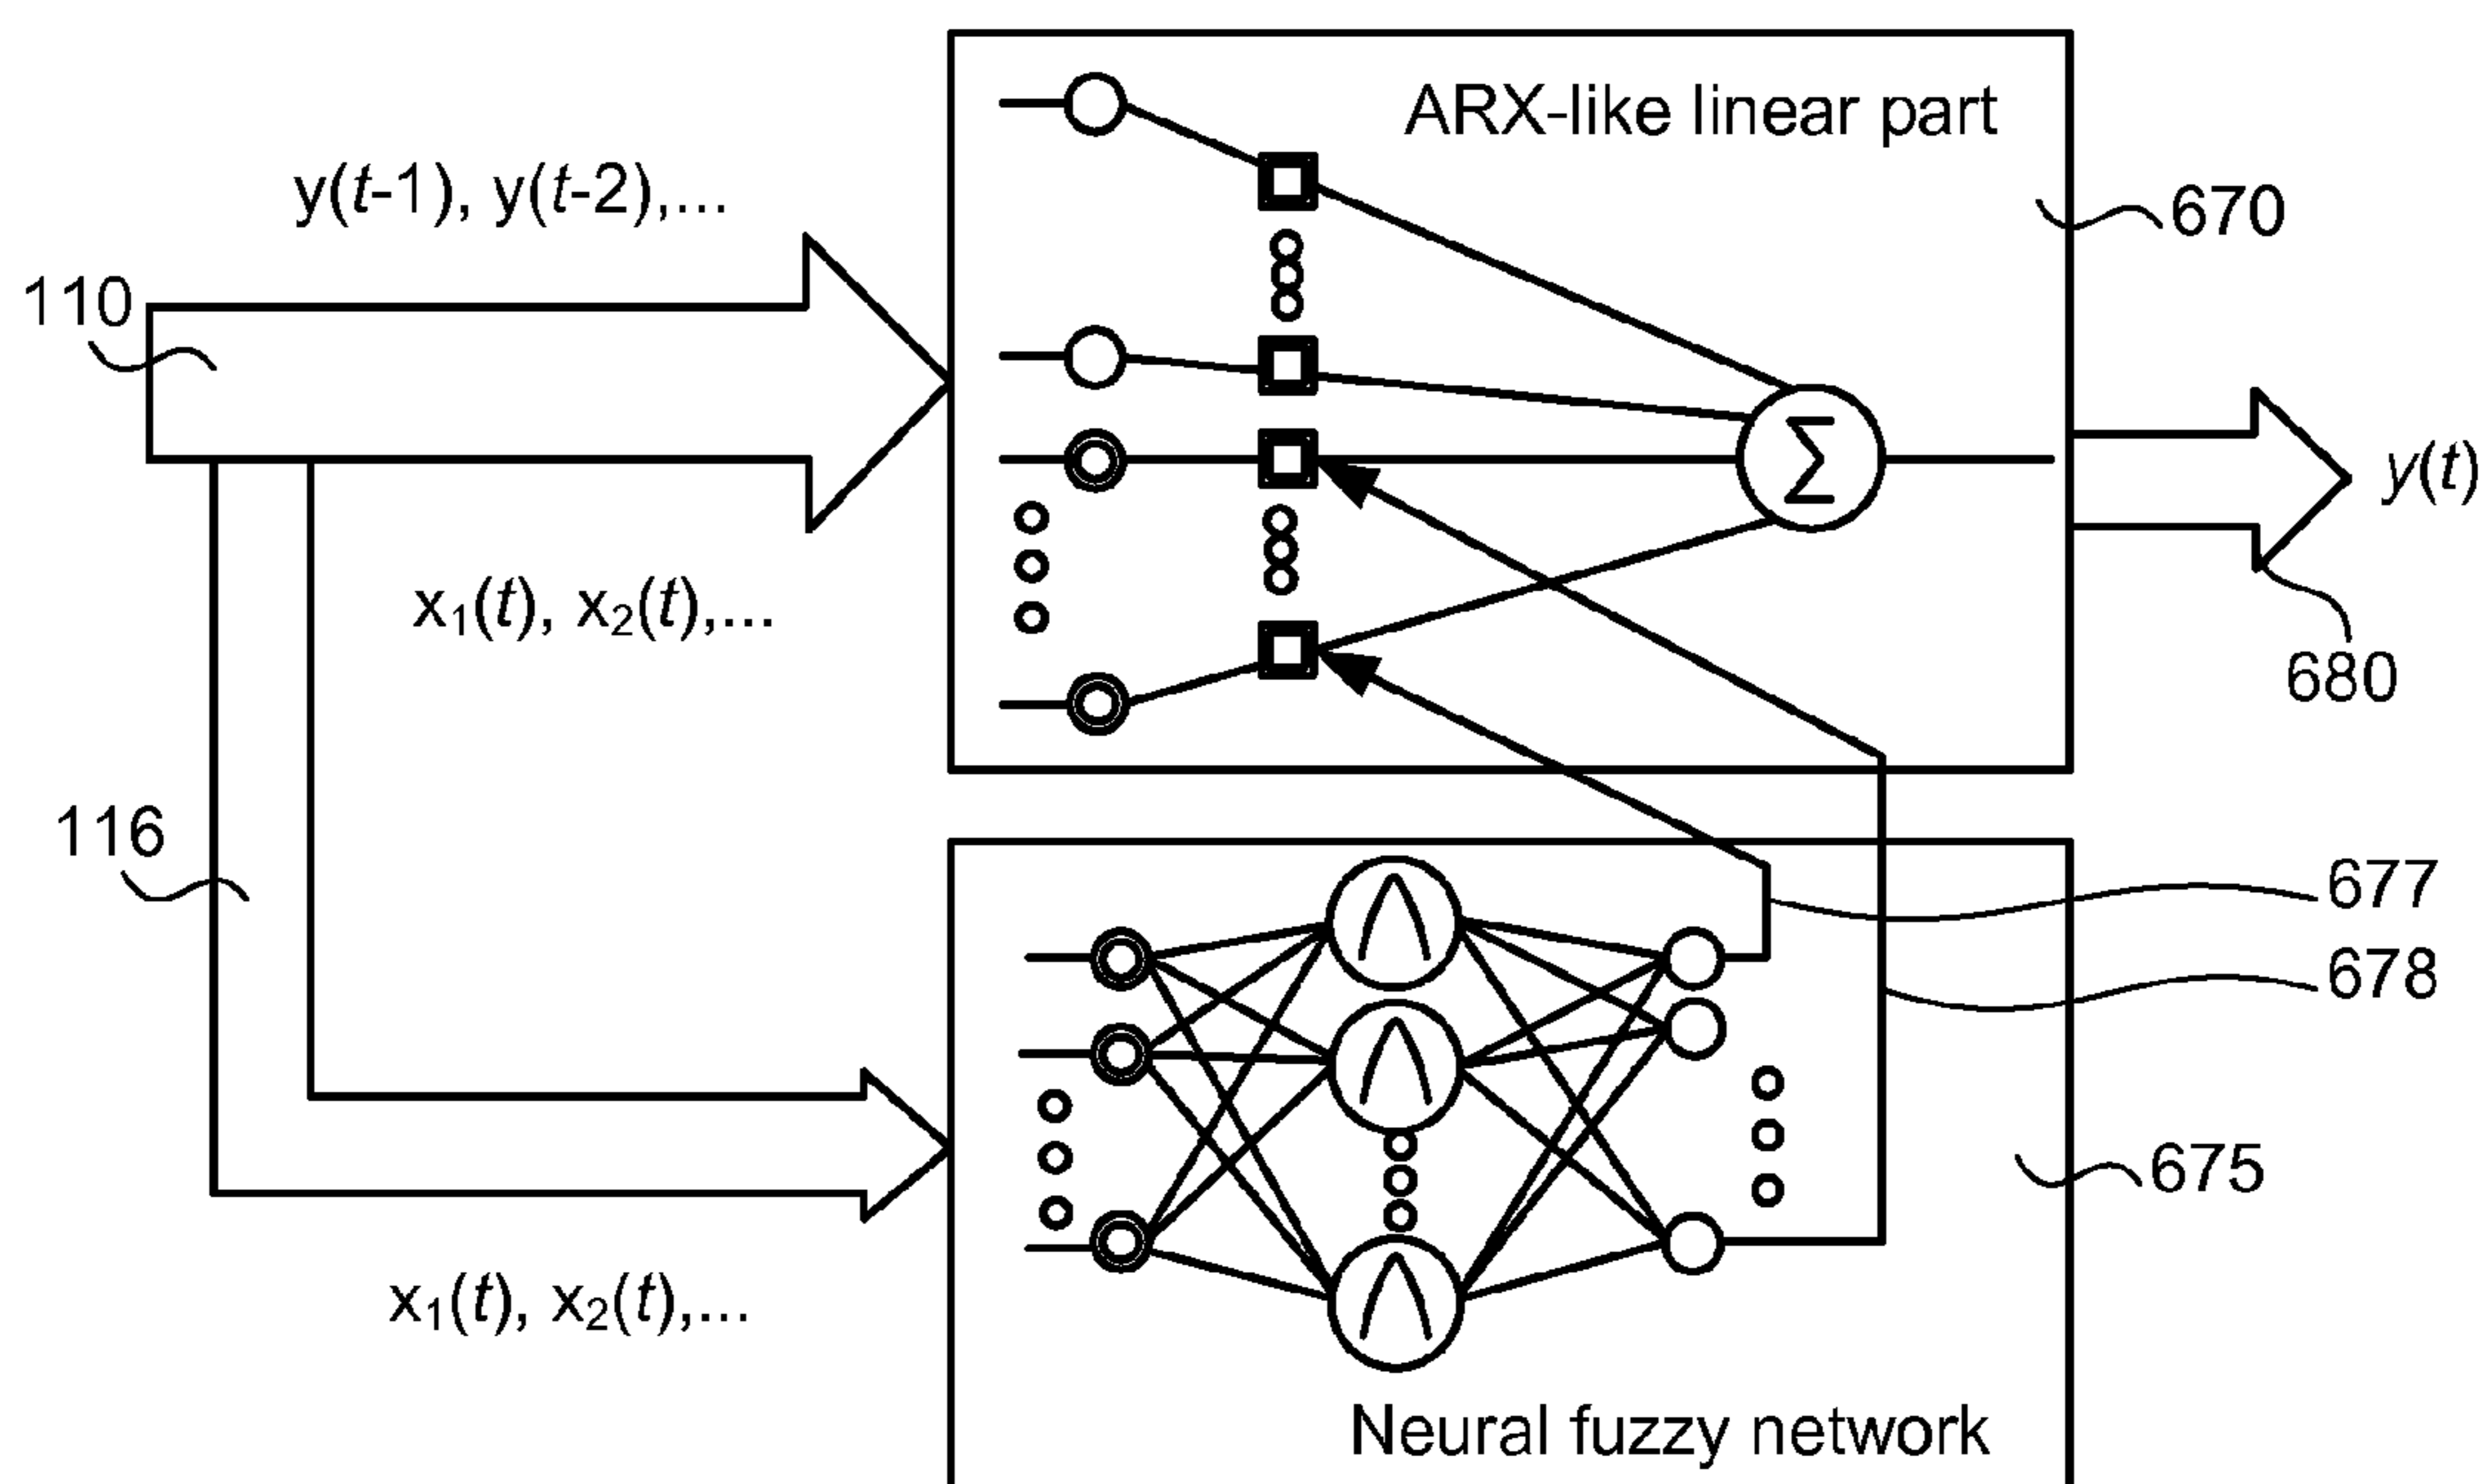 ARX-like linear part
y(t-1), y(t-2),...
670
110
Σ
y(t)
x₁(t), x₂(t),...
680
116
677
678
675
x₁(t), x₂(t),...
Neural fuzzy network